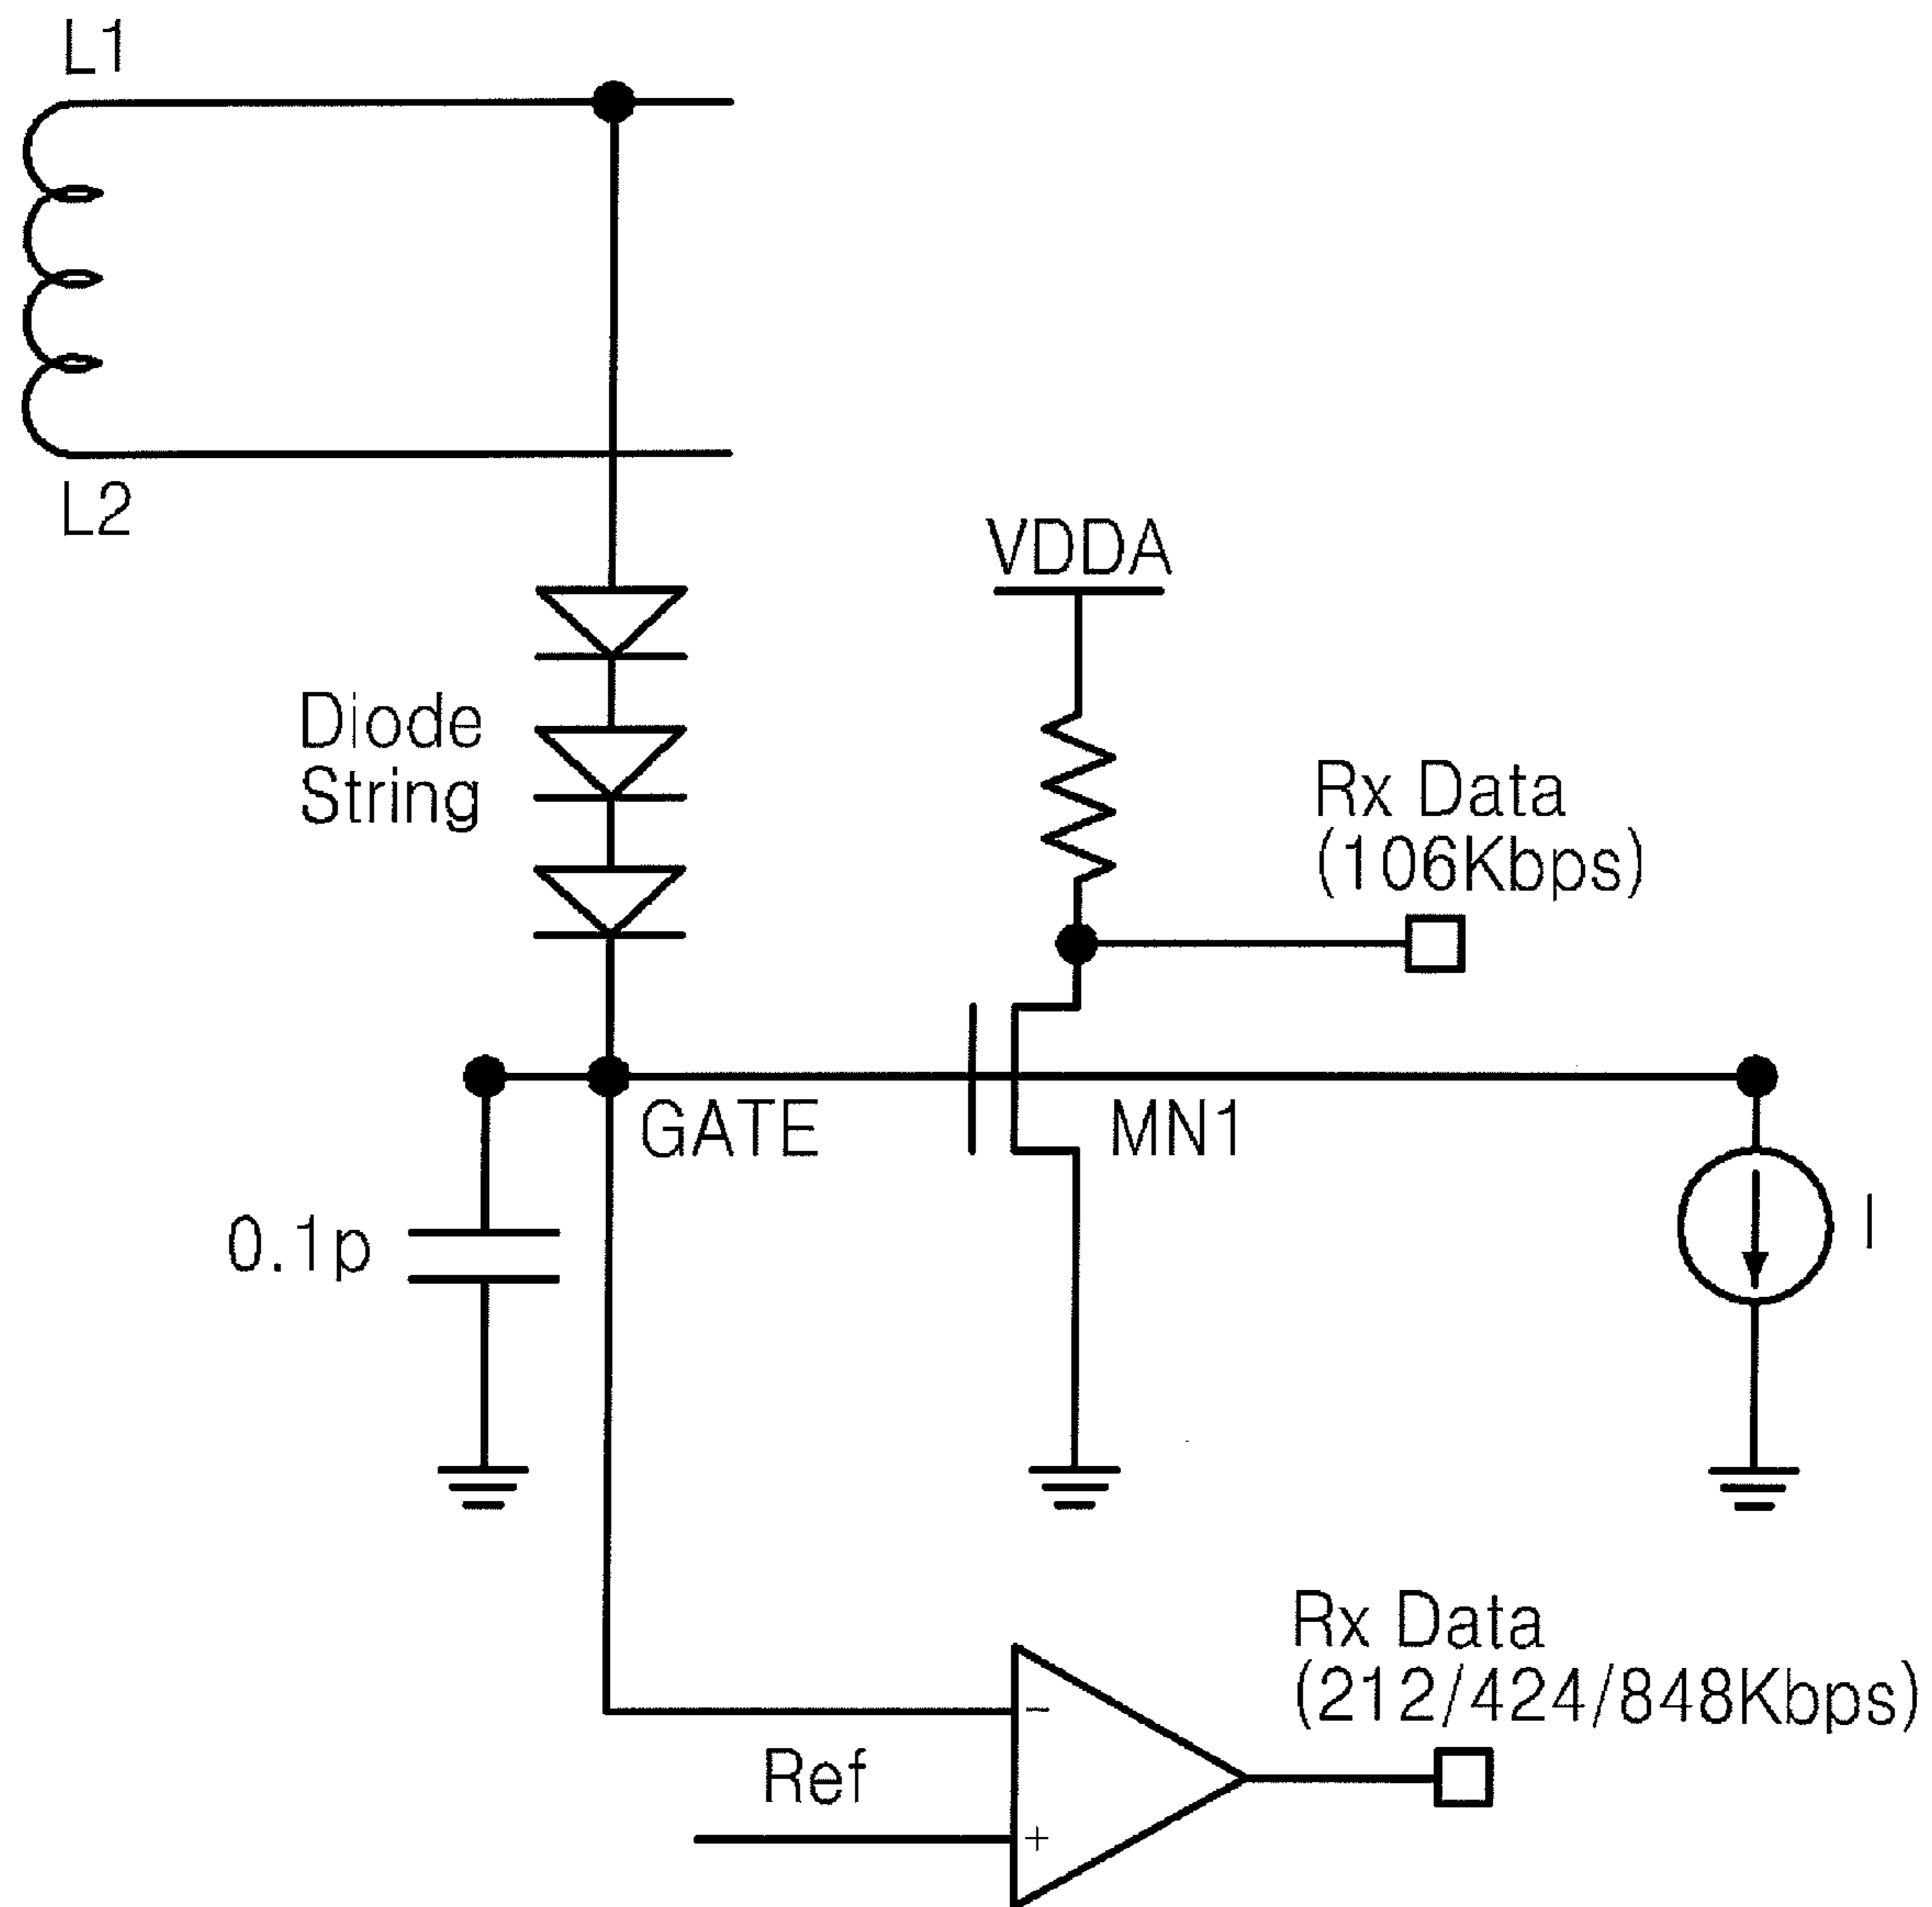 L1
L2
VDDA
Diode
String
Rx Data
(106Kbps)
GATE
MN1
0.1p
I
Rx Data
(212/424/848Kbps)
-
Ref
+